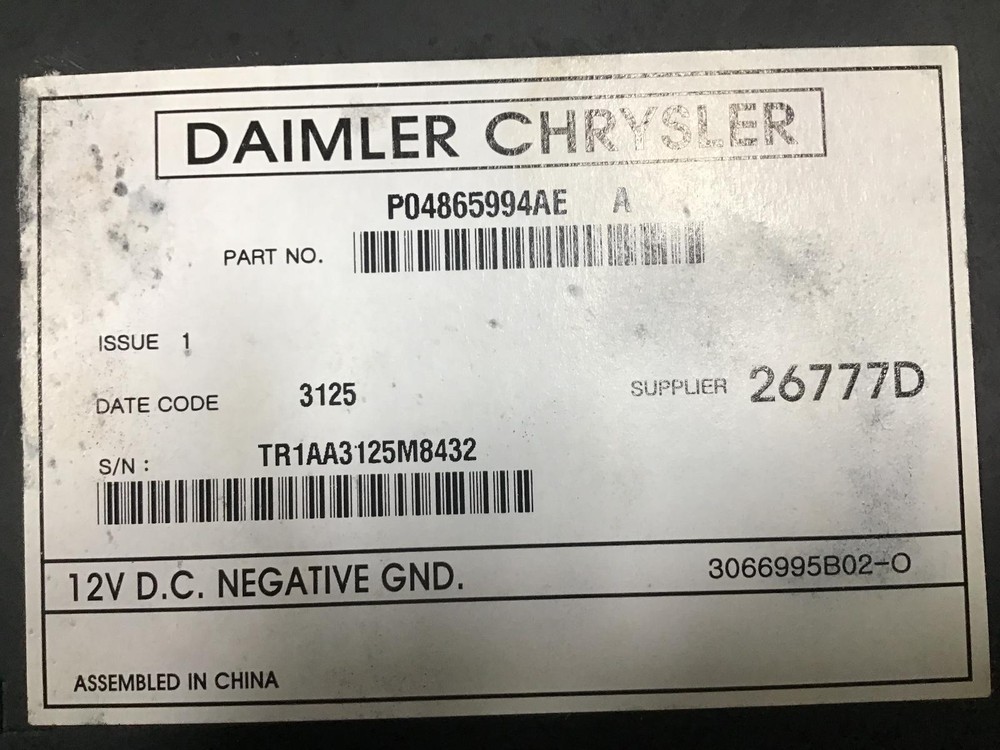 DAIMLER CHRYSLER
P04865994AE A
PART NO.
ISSUE 1
DATE CODE 3125
SUPPLIER 26777D
S/N : TR1AA3125M8432
12V D.C. NEGATIVE GND.
3066995B02-O
ASSEMBLED IN CHINA